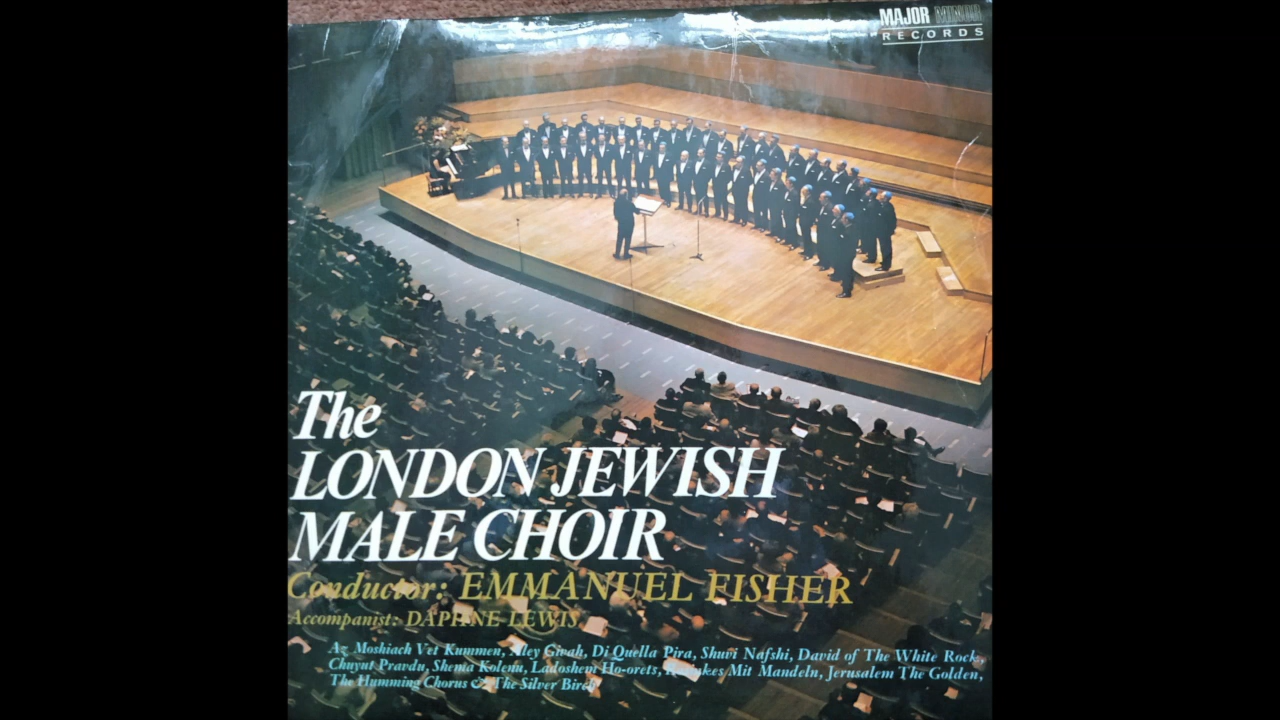 MAJOR MINOR
RECORDS
The
LONDON JEWISH
MALE CHOIR
Conductor: EMMANUEL FISHER
Accompanist: DAPHNE LEWIS
Az Moshiach Vet Kummen, Aley Givah, Di Quella Pira, Shuvi Nafshi, David of The White Rock,
Chuyut Pravdu, Shema Kolenu, Ladoshem Ho-orets, Mit Mandeln, Jerusalem The Golden,
The Humming Chorus & The Silver Birch